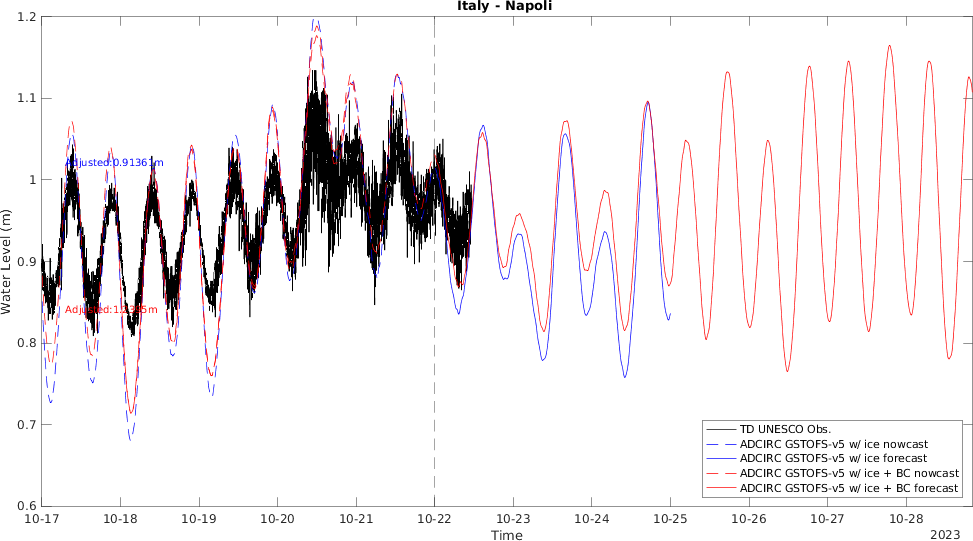 Italy - Napoli
1.2
1.1
1
0.9
0.8
0.7
0.6
Water Level (m)
Adjusted:0.91361m
10-17
10-18
10-19
10-20
10-21
10-22
10-23
10-24
10-25
10-26
10-27
10-28
Time
2023
TD UNESCO Obs.
ADCIRC GSTOFS-v5 w/ ice nowcast
ADCIRC GSTOFS-v5 w/ ice forecast
ADCIRC GSTOFS-v5 w/ ice + BC nowcast
ADCIRC GSTOFS-v5 w/ ice + BC forecast